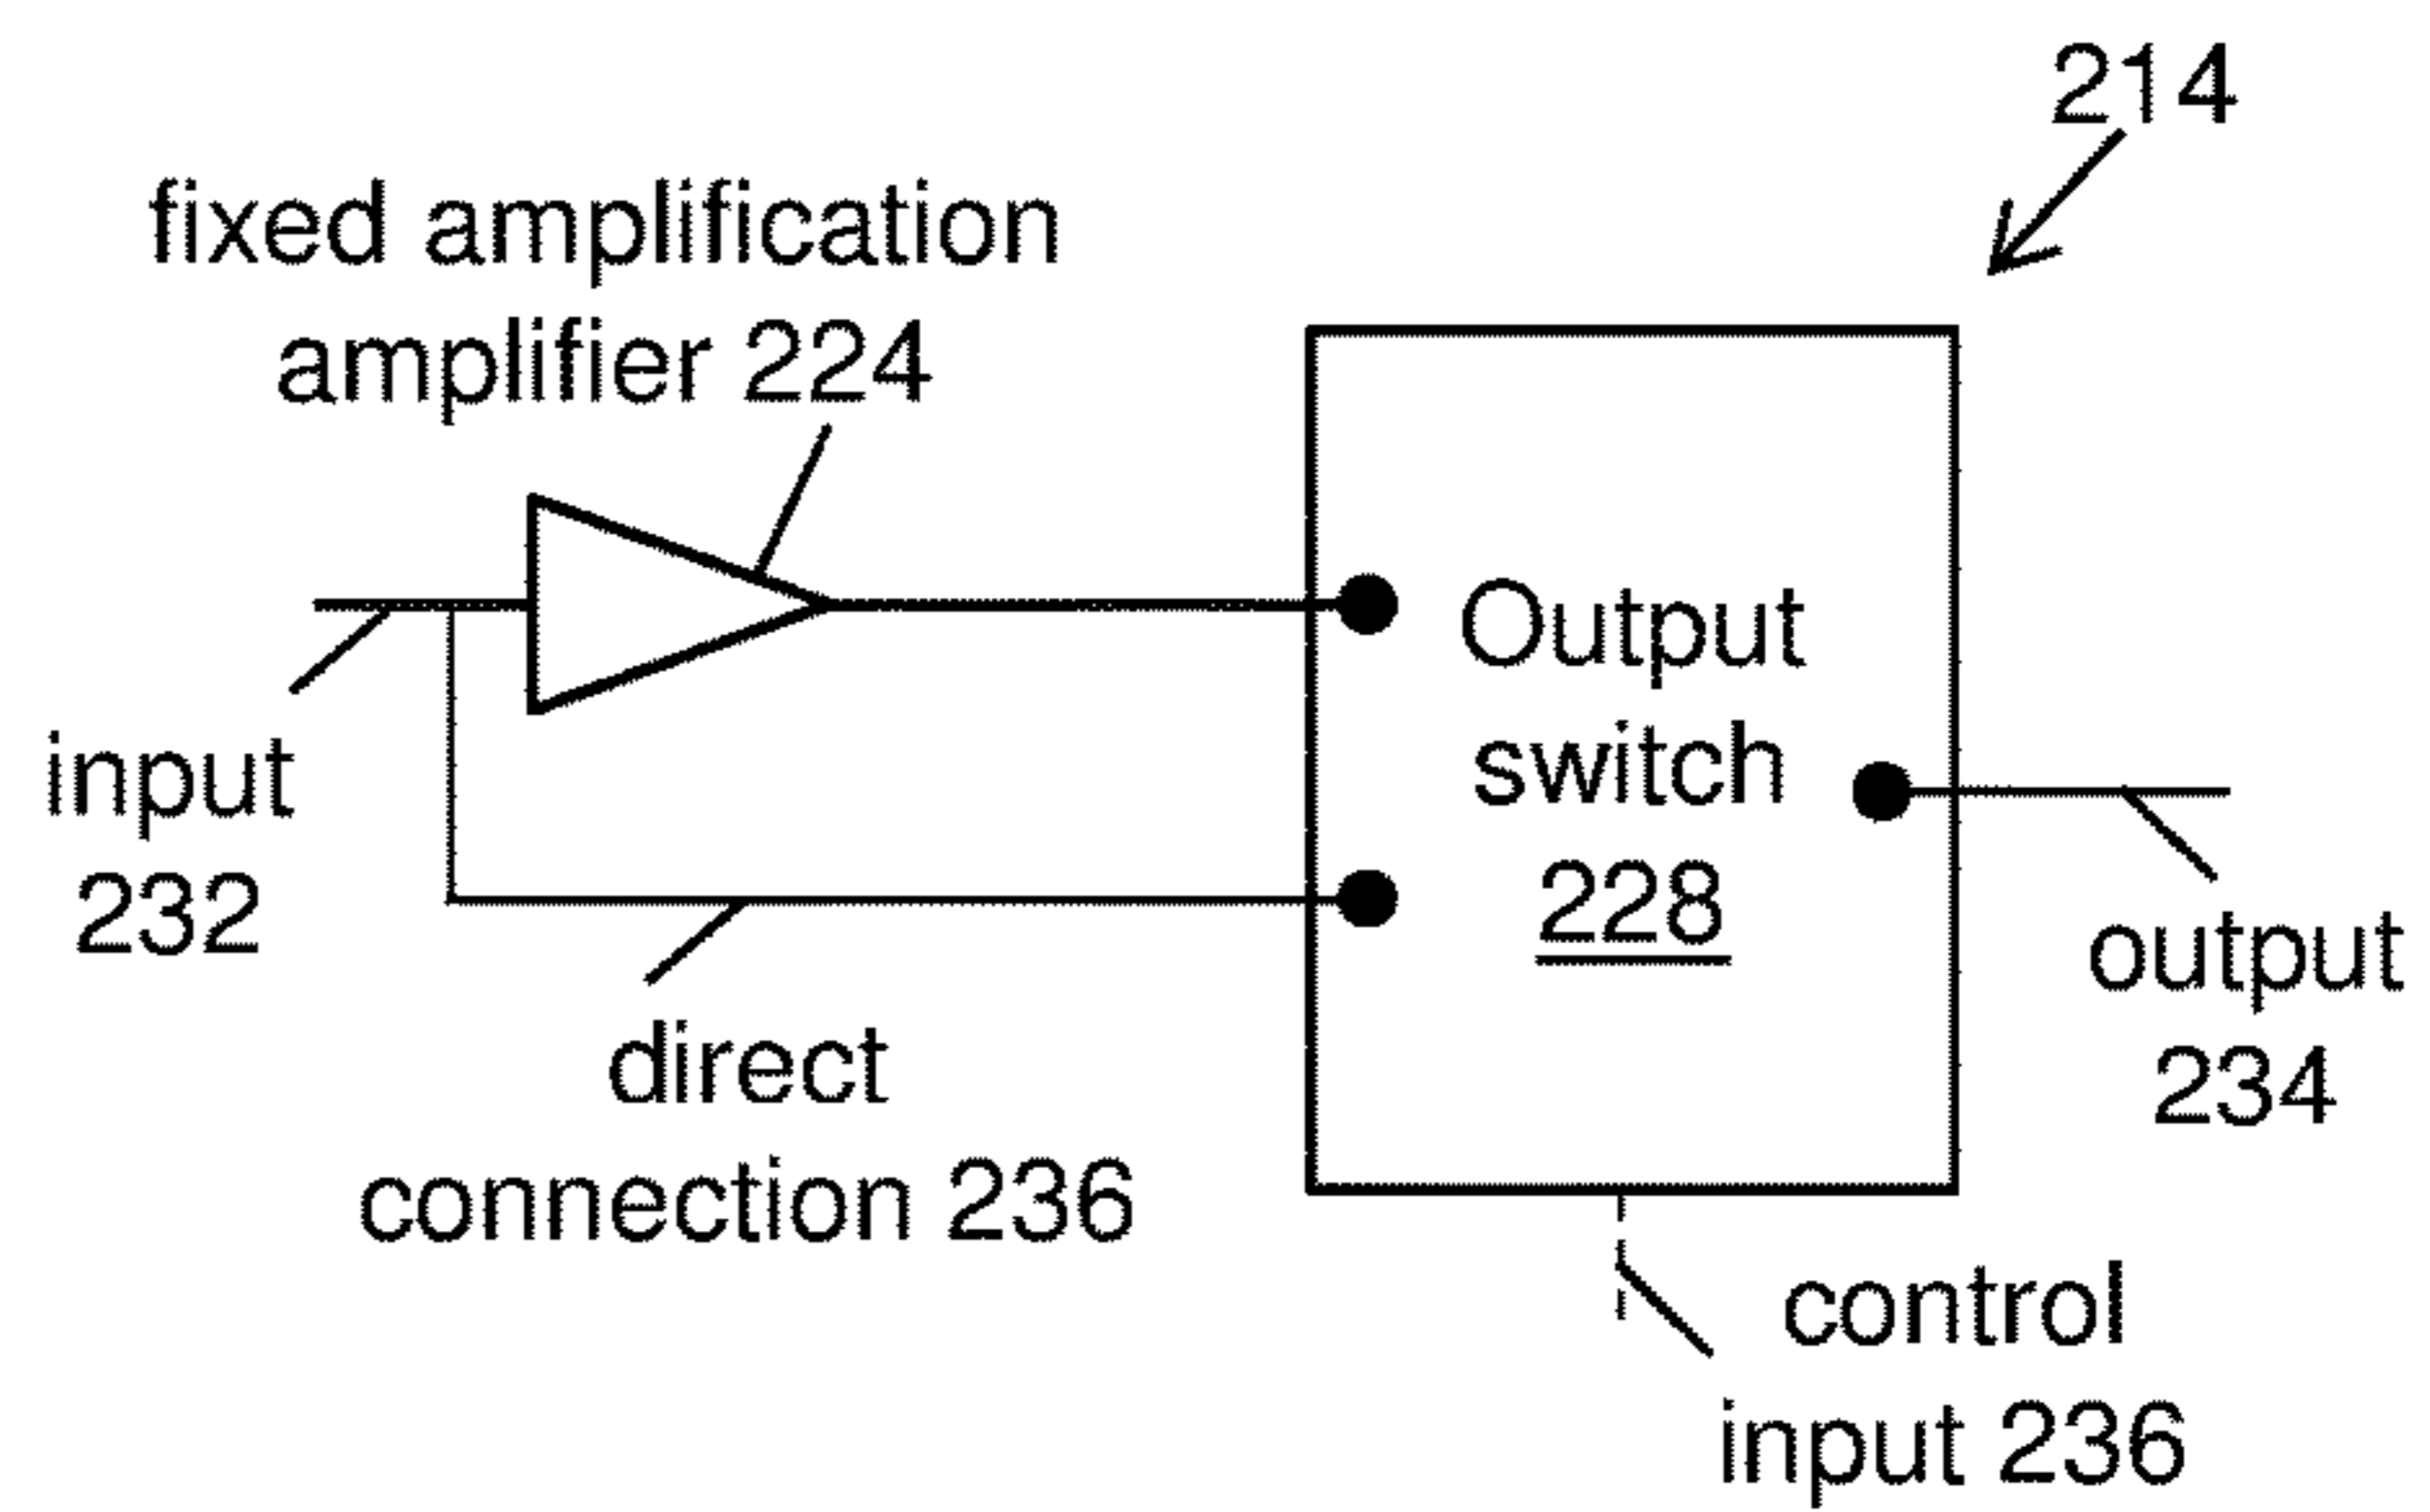 214
fixed amplification
amplifier 224
Output
switch
228
input
232
output
234
direct
connection 236
control
input 236